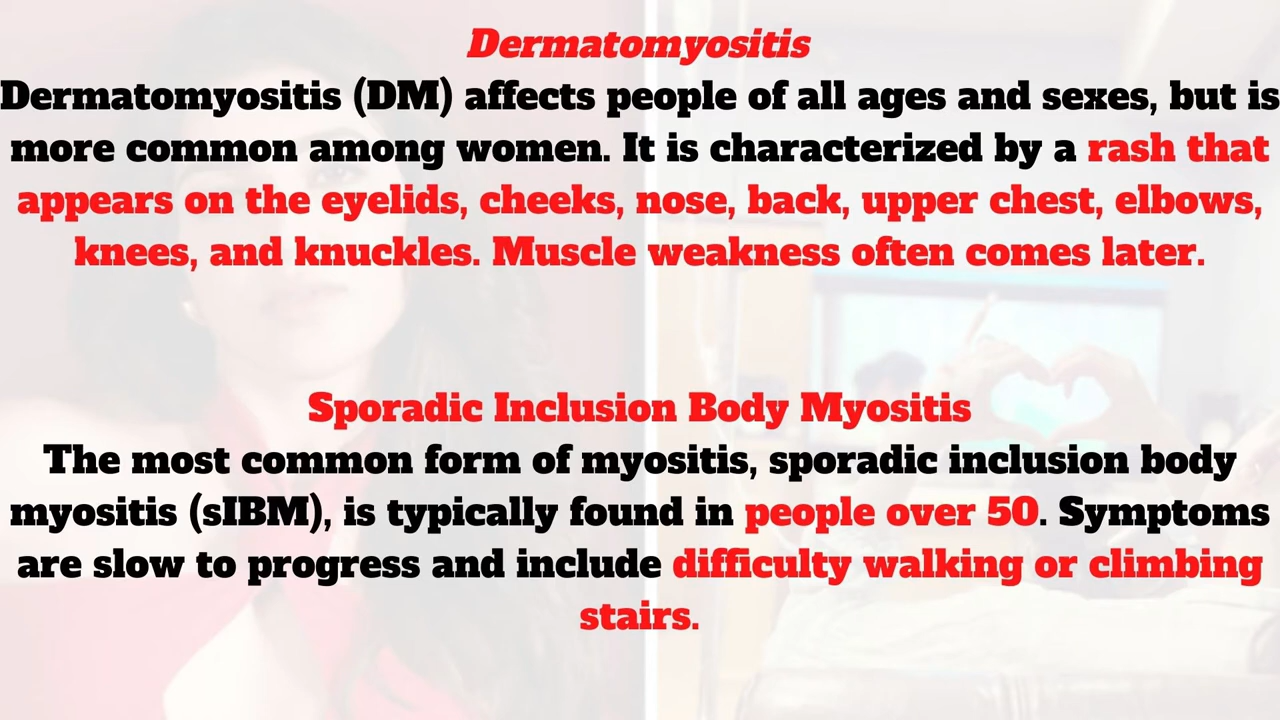 Dermatomyositis
Dermatomyositis (DM) affects people of all ages and sexes, but is
more common among women. It is characterized by a rash that
appears on the eyelids, cheeks, nose, back, upper chest, elbows,
knees, and knuckles. Muscle weakness often comes later.
Sporadic Inclusion Body Myositis
The most common form of myositis, sporadic inclusion body
myositis (sIBM), is typically found in people over 50. Symptoms
are slow to progress and include difficulty walking or climbing
stairs.